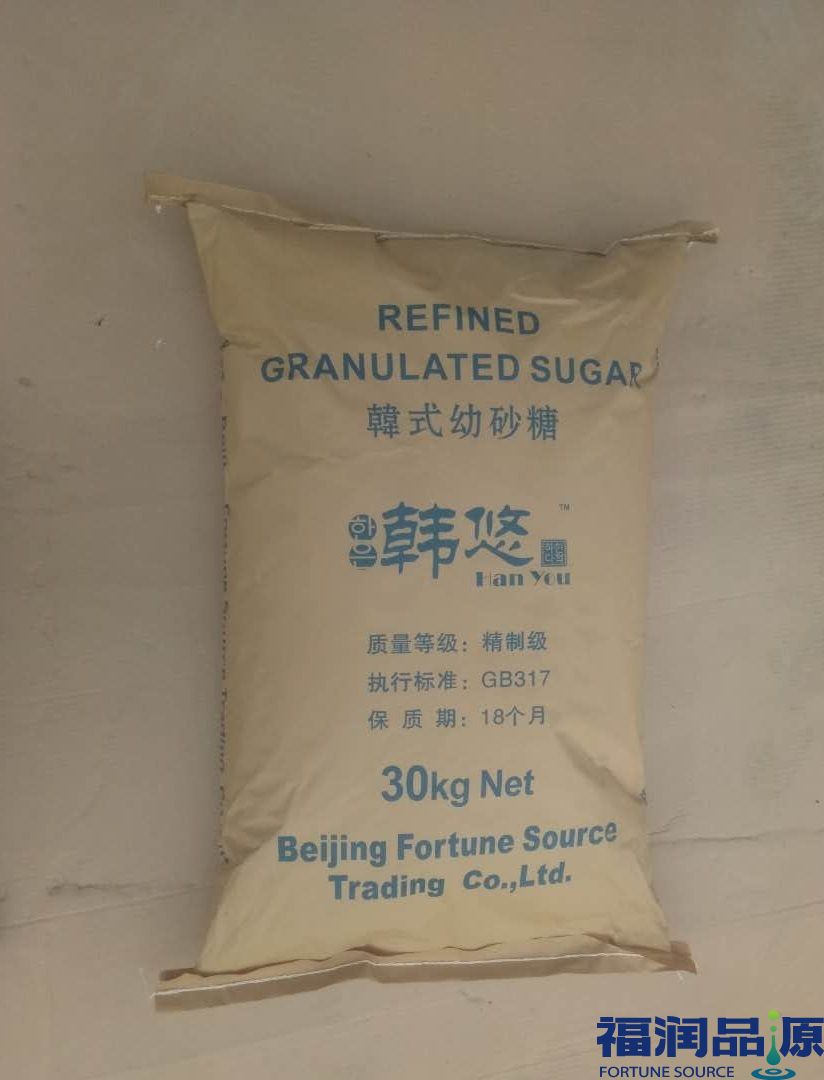 REFINED
GRANULATED SUGAR
韓式幼砂糖
韩悠 TM
Han You
质量等级：精制级
执行标准：GB317
保 质 期：18个月
30kg Net
Beijing Fortune Source
Trading Co.,Ltd.
福润品源
FORTUNE SOURCE